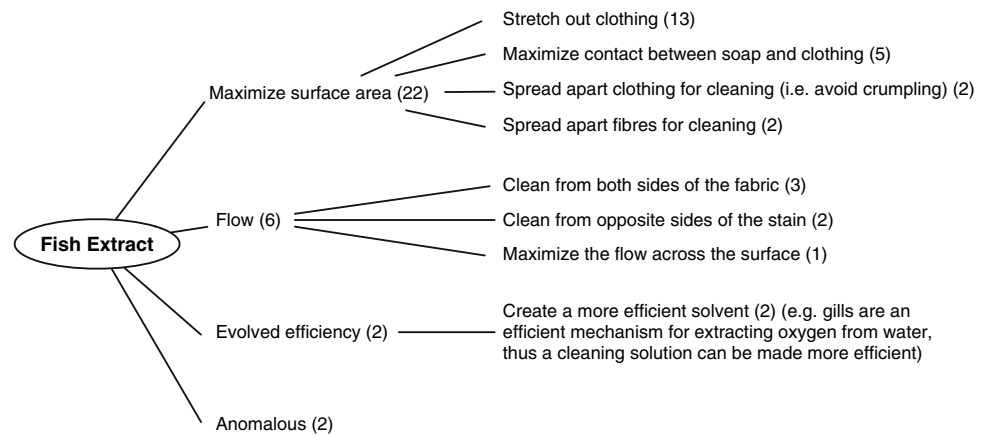 Stretch out clothing (13)
Maximize contact between soap and clothing (5)
Maximize surface area (22)
Spread apart clothing for cleaning (i.e. avoid crumpling) (2)
Spread apart fibres for cleaning (2)
Clean from both sides of the fabric (3)
Flow (6)
Clean from opposite sides of the stain (2)
Fish Extract
Maximize the flow across the surface (1)
Create a more efficient solvent (2) (e.g. gills are an
Evolved efficiency (2)
efficient mechanism for extracting oxygen from water,
thus a cleaning solution can be made more efficient)
Anomalous (2)